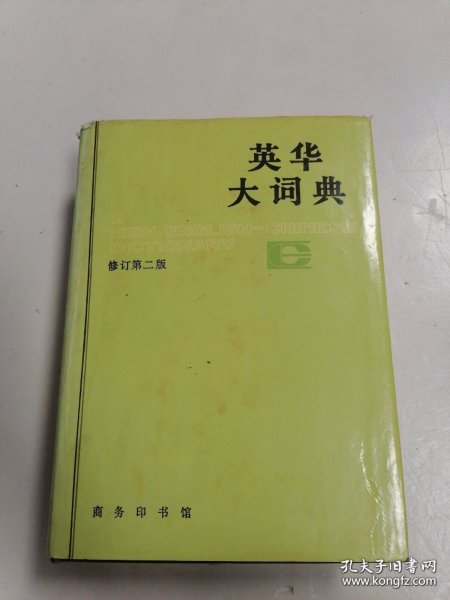 英华
大词典
A
NEW ENGLISH-CHINESE
DICTIONARY
修订第二版
商务印书馆
孔夫子旧书网
www.kongfz.com